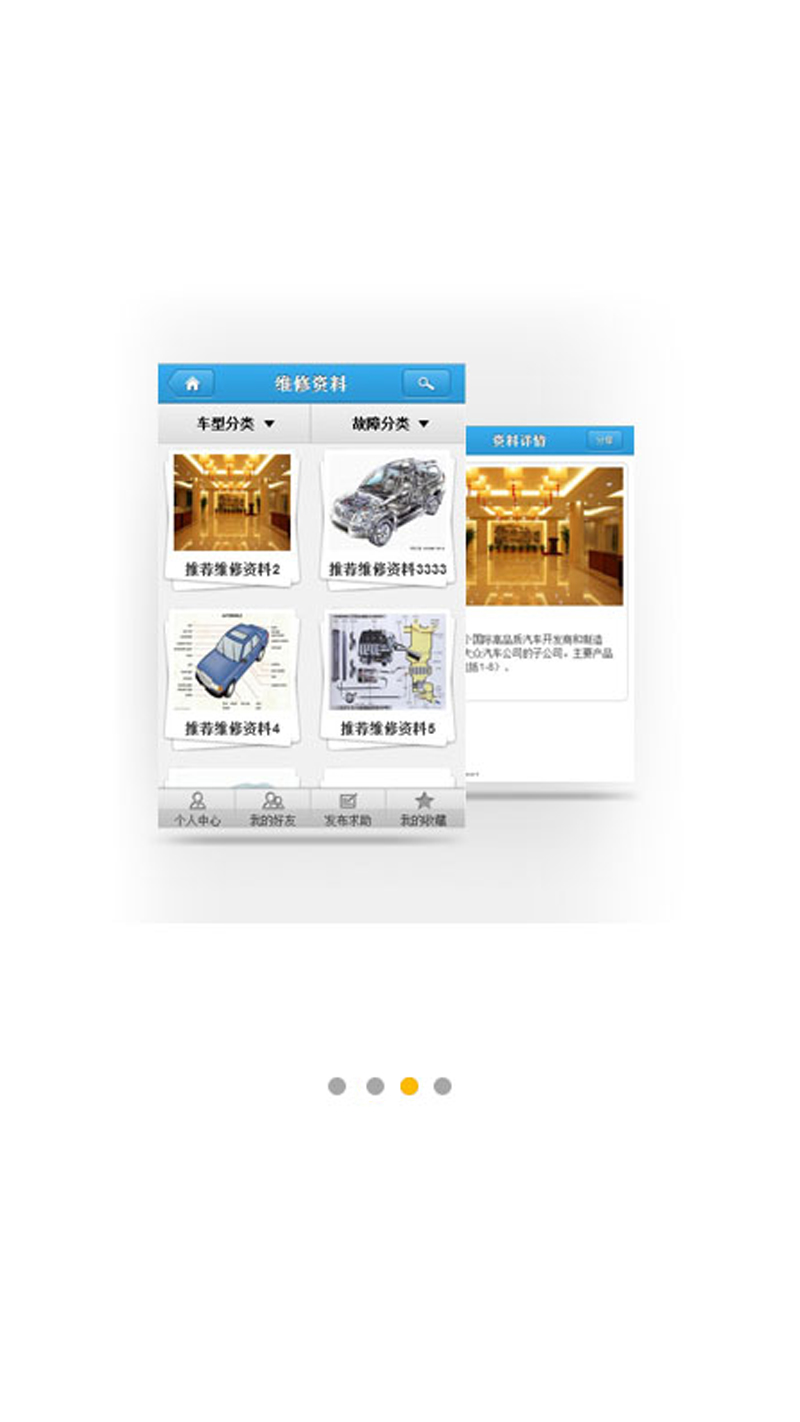 维修资料
车型分类
故障分类
推荐维修资料2
推荐维修资料3333
推荐维修资料4
推荐维修资料5
个人中心
我的好友
发布求助
我的收藏
资料详情
分享
国际高品质汽车开发商和制造
大众汽车公司的子公司。主要产品
括1-8）。